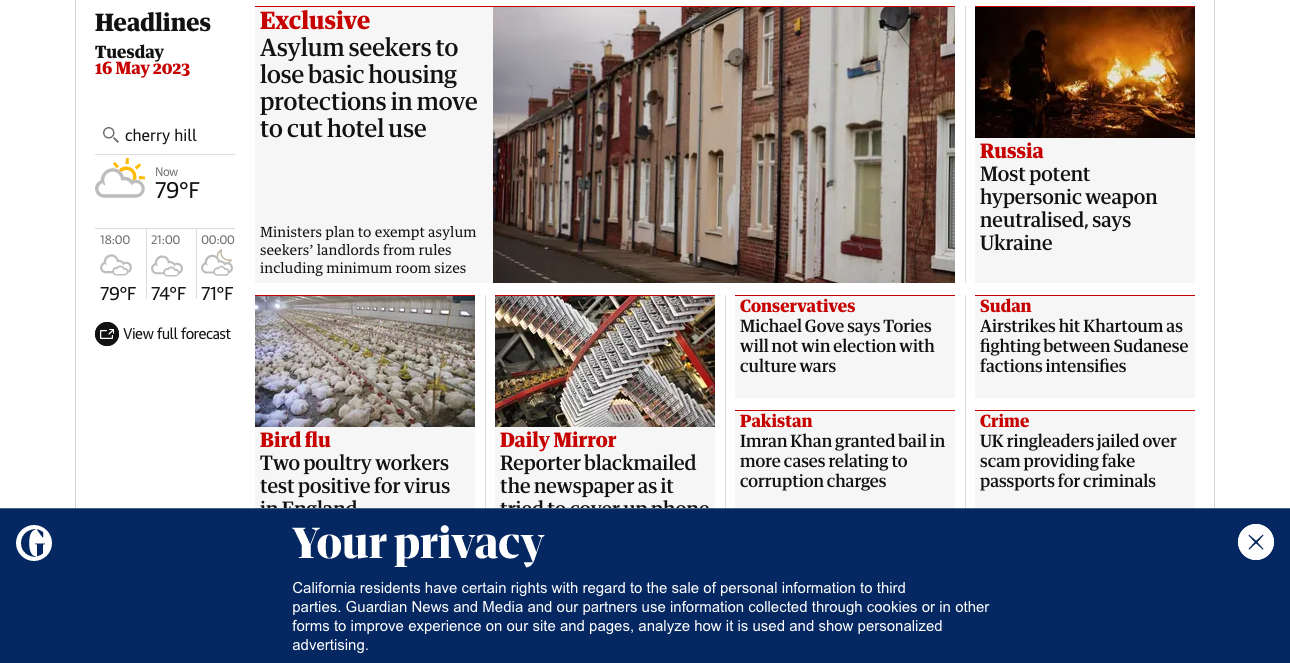 Headlines
Tuesday
16 May 2023
cherry hill
Now
79°F
18:00
21:00
00:00
79°F
74°F
71°F
View full forecast
Exclusive
Asylum seekers to
lose basic housing
protections in move
to cut hotel use
Ministers plan to exempt asylum
seekers’ landlords from rules
including minimum room sizes
Russia
Most potent
hypersonic weapon
neutralised, says
Ukraine
Bird flu
Two poultry workers
test positive for virus
in England
Daily Mirror
Reporter blackmailed
the newspaper as it
tried to cover up phone
Conservatives
Michael Gove says Tories
will not win election with
culture wars
Sudan
Airstrikes hit Khartoum as
fighting between Sudanese
factions intensifies
Pakistan
Imran Khan granted bail in
more cases relating to
corruption charges
Crime
UK ringleaders jailed over
scam providing fake
passports for criminals
G
Your privacy
California residents have certain rights with regard to the sale of personal information to third
parties. Guardian News and Media and our partners use information collected through cookies or in other
forms to improve experience on our site and pages, analyze how it is used and show personalized
advertising.